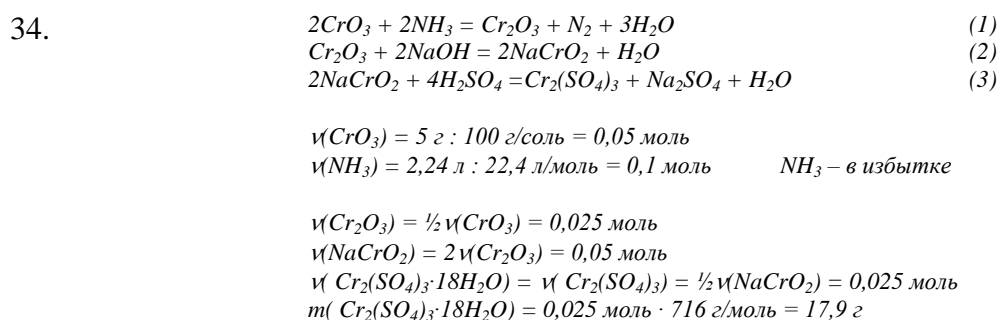 34.
2CrO₃ + 2NH₃ = Cr₂O₃ + N₂ + 3H₂O (1)
Cr₂O₃ + 2NaOH = 2NaCrO₂ + H₂O (2)
2NaCrO₂ + 4H₂SO₄ =Cr₂(SO₄)₃ + Na₂SO₄ + H₂O (3)
ν(CrO₃) = 5 г : 100 г/соль = 0,05 моль
ν(NH₃) = 2,24 л : 22,4 л/моль = 0,1 моль NH₃ – в избытке
ν(Cr₂O₃) = ½ν(CrO₃) = 0,025 моль
ν(NaCrO₂) = 2ν(Cr₂O₃) = 0,05 моль
ν( Cr₂(SO₄)₃·18H₂O) = ν( Cr₂(SO₄)₃) = ½ν(NaCrO₂) = 0,025 моль
m( Cr₂(SO₄)₃·18H₂O) = 0,025 моль · 716 г/моль = 17,9 г